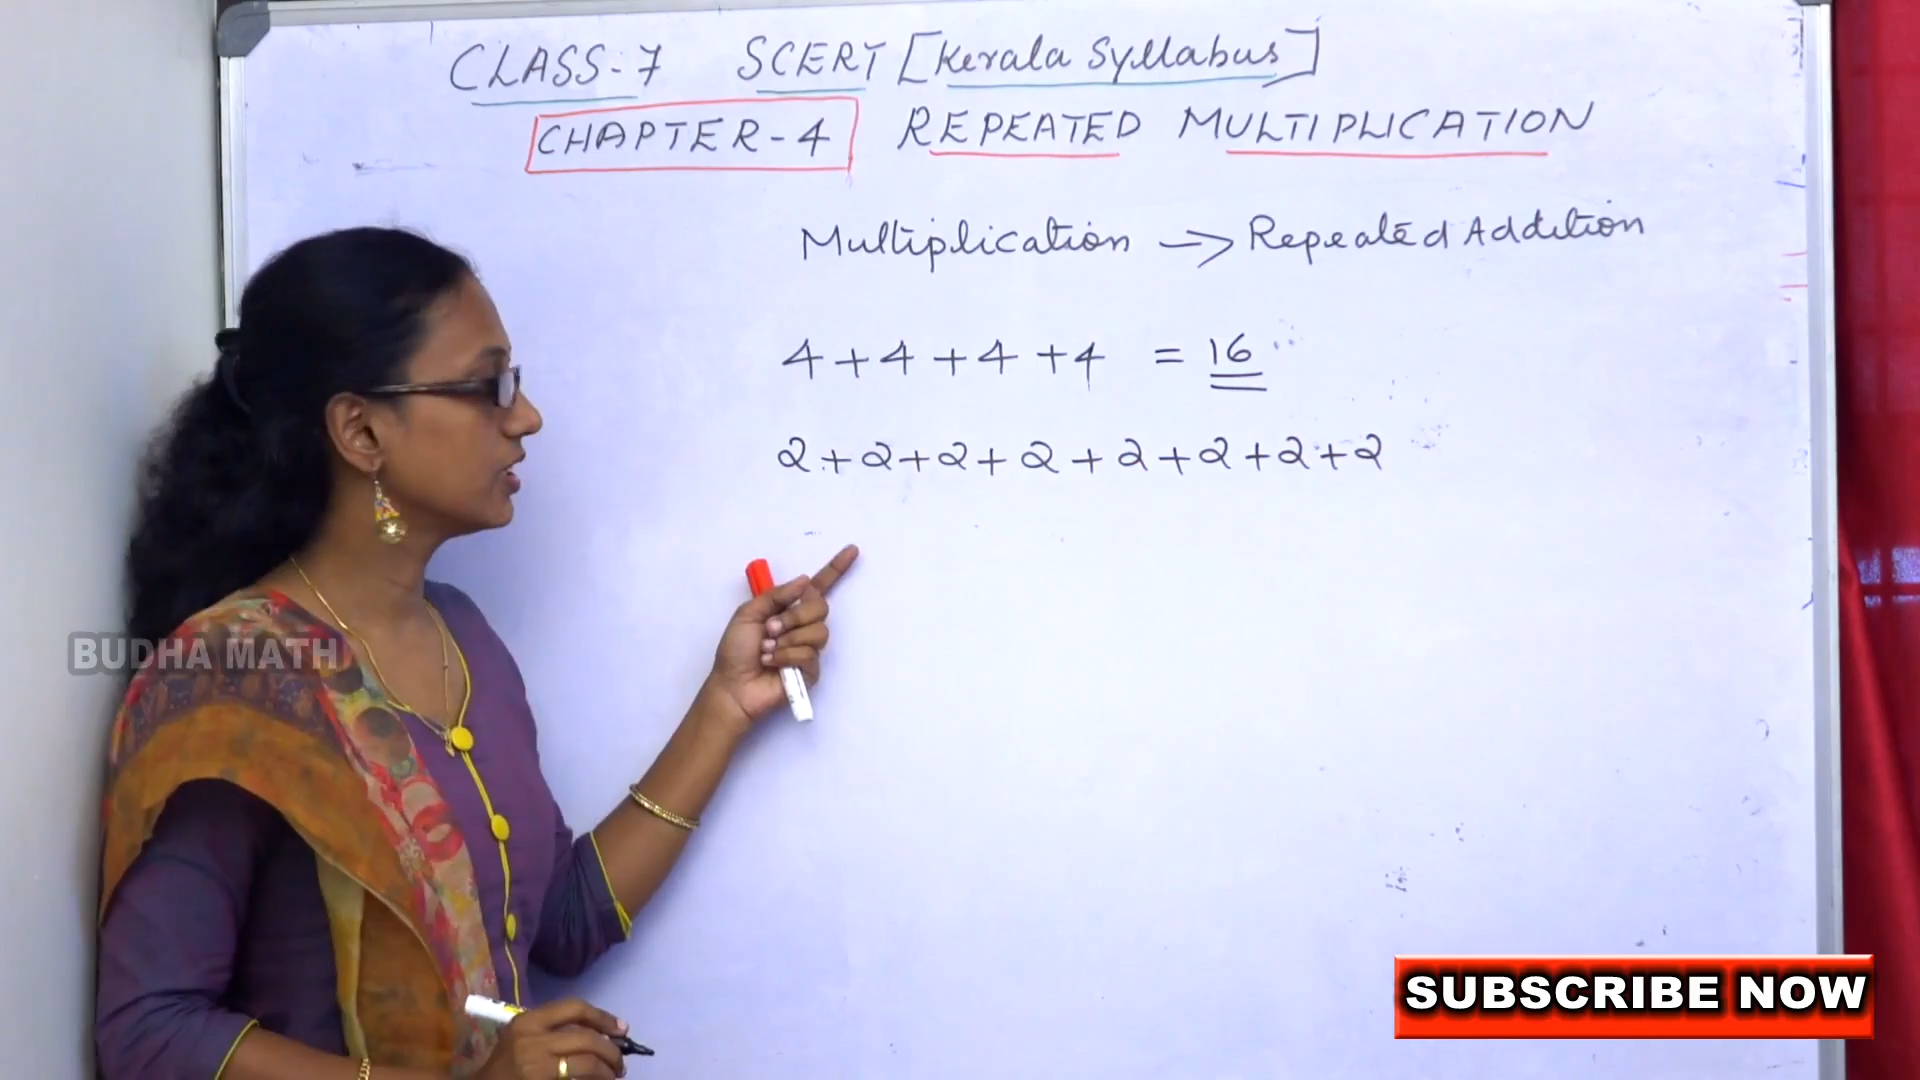 CLASS-7 SCERT [Kerala Syllabus]
CHAPTER-4 REPEATED MULTIPLICATION
Multiplication → Repeated Addition
4+4+4+4 = 16
2+2+2+2+2+2+2+2
BUDHA MATH
SUBSCRIBE NOW